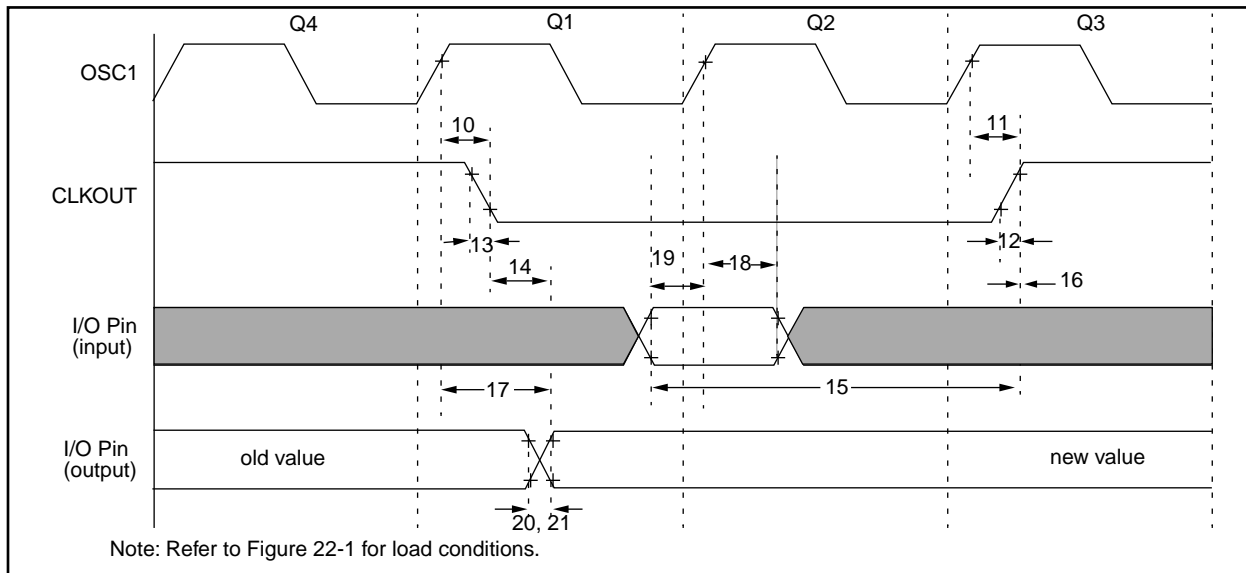 Q4
Q1
Q2
Q3
OSC1
10
11
CLKOUT
13
12
14
19
18
16
I/O Pin
(input)
17
15
I/O Pin
(output)
old value
new value
20, 21
Note: Refer to Figure 22-1 for load conditions.